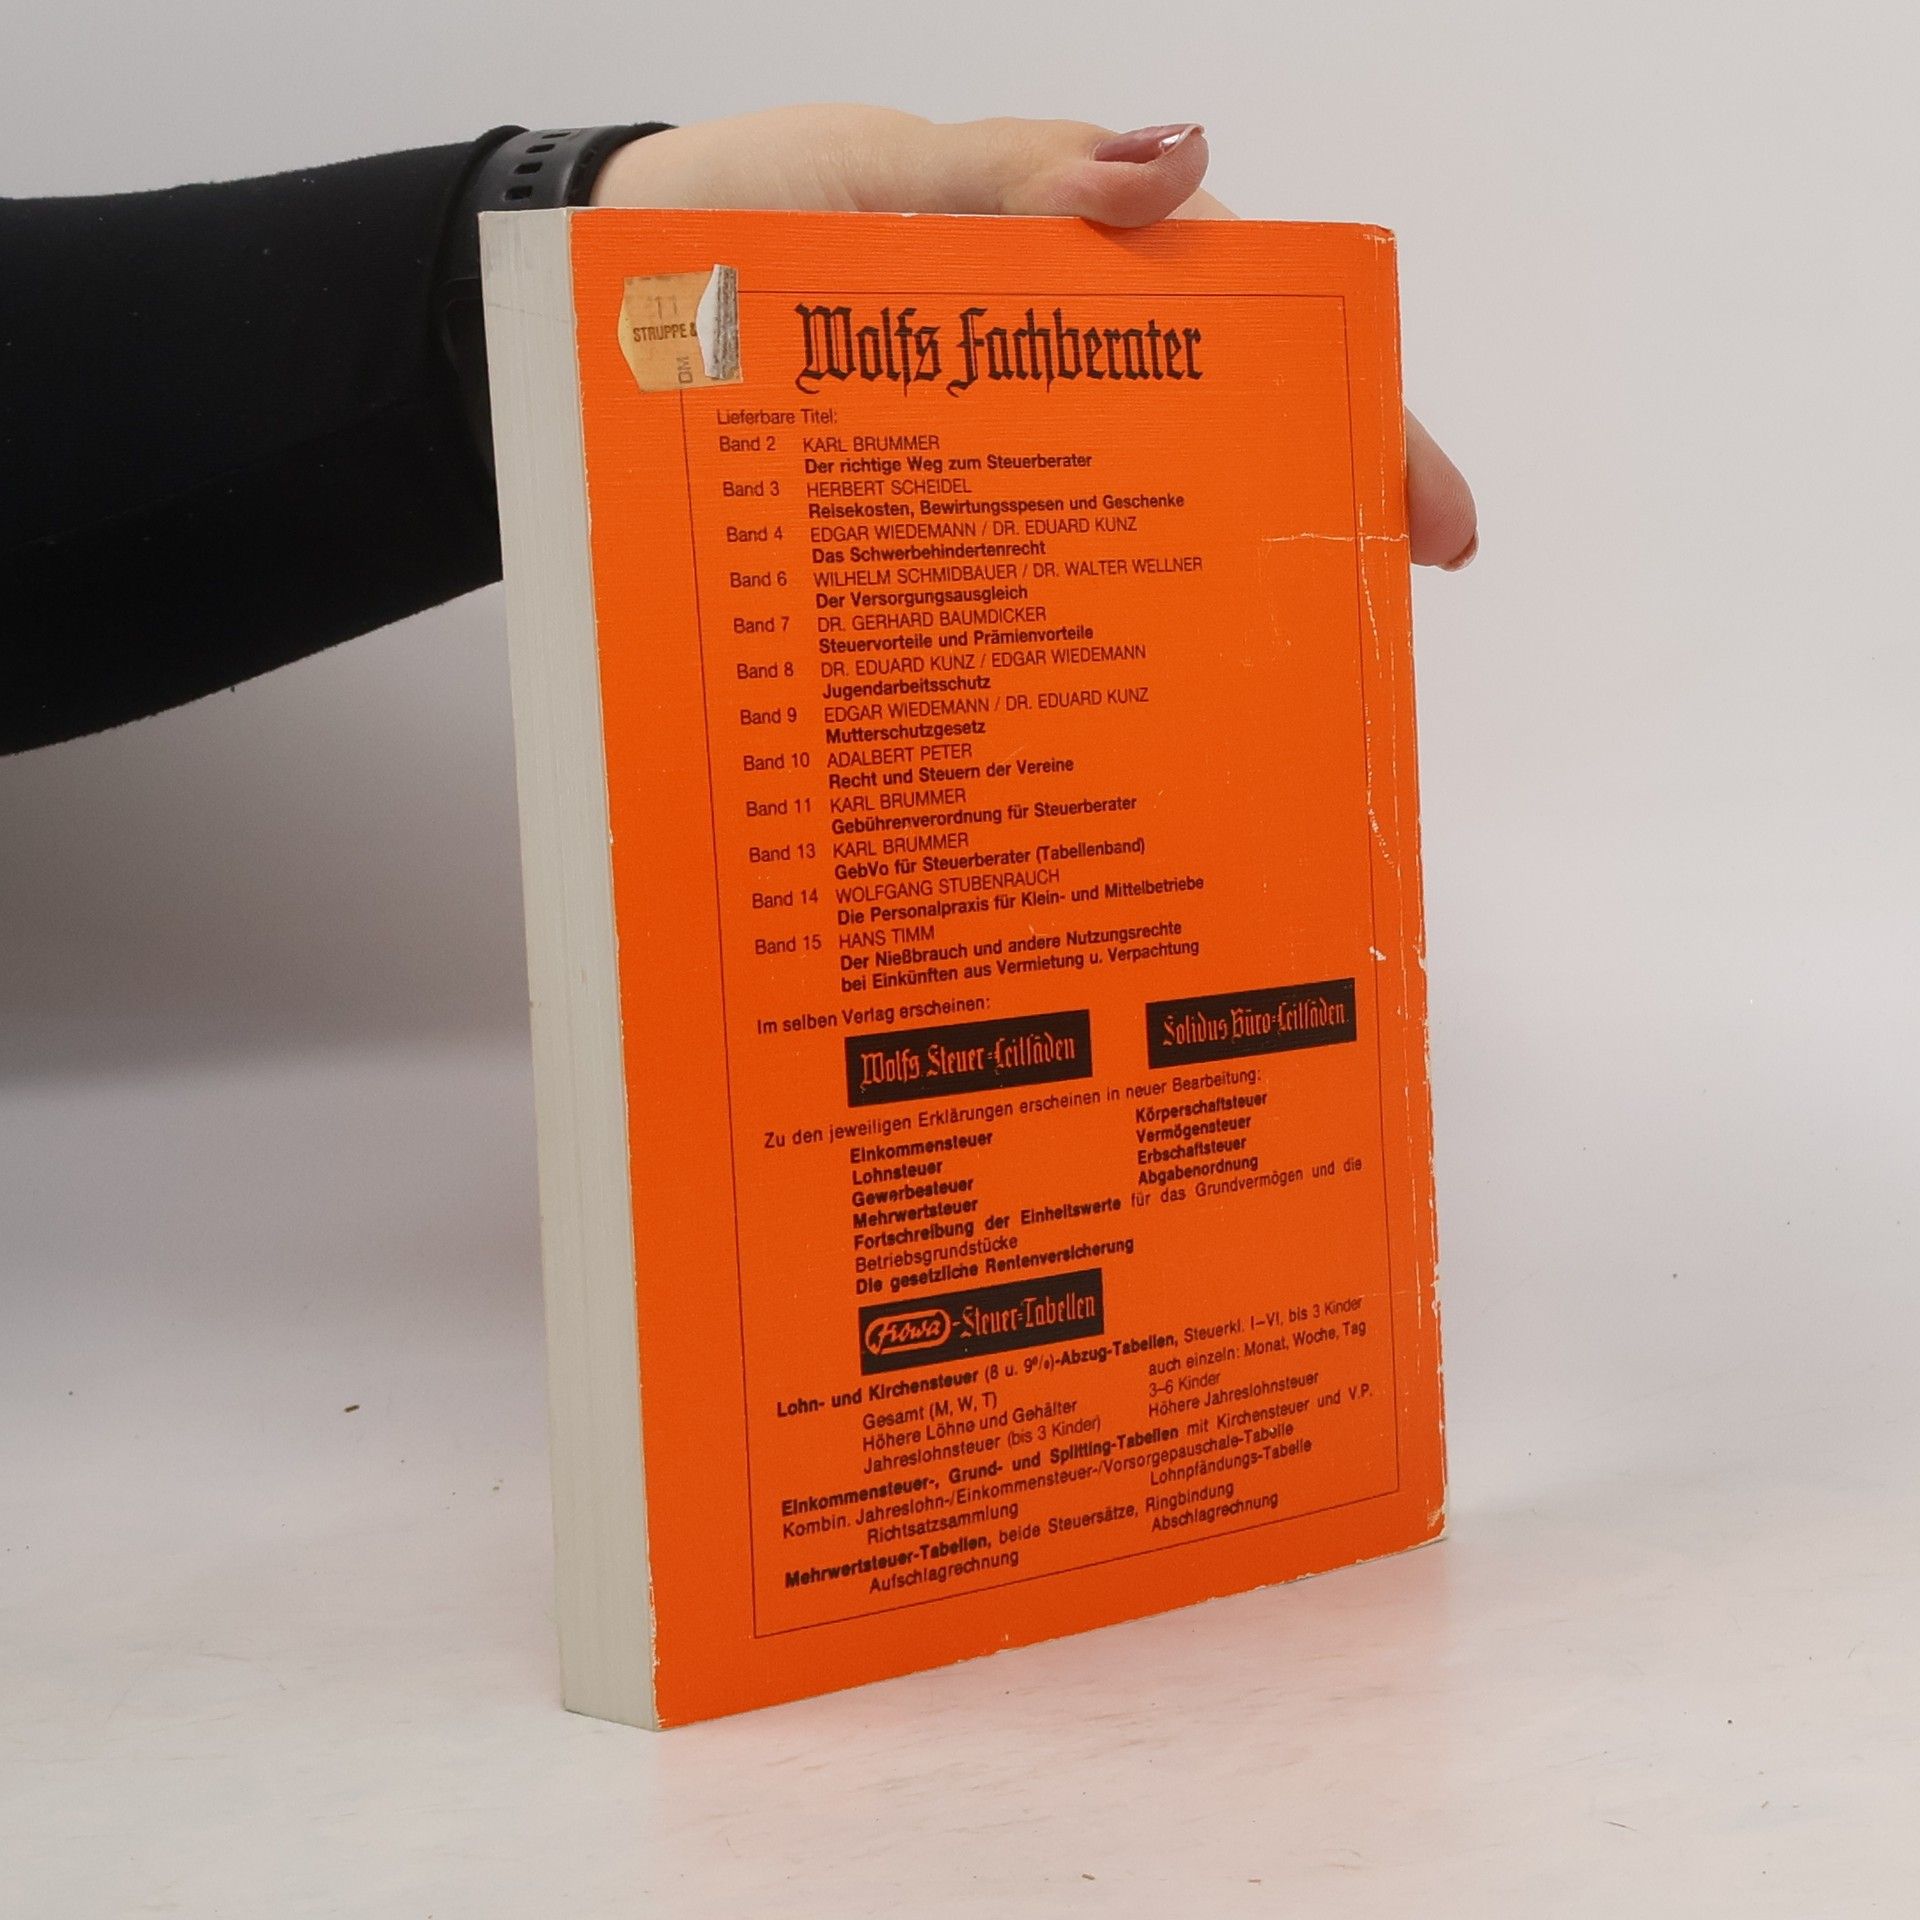 11
STRUPPE &
DM
Wolfs Fachberater
Lieferbare Titel:
Band 2 KARL BRUMMER
Der richtige Weg zum Steuerberater
Band 3 HERBERT SCHEIDEL
Reisekosten, Bewirtungsspesen und Geschenke
Band 4 EDGAR WIEDEMANN / DR. EDUARD KUNZ
Das Schwerbehindertenrecht
Band 6 WILHELM SCHMIDBAUER / DR. WALTER WELLNER
Der Versorgungsausgleich
Band 7 DR. GERHARD BAUMDICKER
Steuervorteile und Prämienvorteile
Band 8 DR. EDUARD KUNZ / EDGAR WIEDEMANN
Jugendarbeitsschutz
Band 9 EDGAR WIEDEMANN / DR. EDUARD KUNZ
Mutterschutzgesetz
Band 10 ADALBERT PETER
Recht und Steuern der Vereine
Band 11 KARL BRUMMER
Gebührenverordnung für Steuerberater
Band 13 KARL BRUMMER
GebVo für Steuerberater (Tabellenband)
Band 14 WOLFGANG STUBENRAUCH
Die Personalpraxis für Klein- und Mittelbetriebe
Band 15 HANS TIMM
Der Nießbrauch und andere Nutzungsrechte
bei Einkünften aus Vermietung u. Verpachtung
Im selben Verlag erscheinen:
Wolfs Steuer-Leitfäden
Solidus Büro-Leitfäden
Zu den jeweiligen Erklärungen erscheinen in neuer Bearbeitung:
Einkommensteuer Körperschaftsteuer
Lohnsteuer Vermögensteuer
Gewerbesteuer Erbschaftsteuer
Mehrwertsteuer Abgabenordnung
Fortschreibung der Einheitswerte für das Grundvermögen und die
Betriebsgrundstücke
Die gesetzliche Rentenversicherung
-Steuer-Tabellen
Lohn- und Kirchensteuer (8 u. 9%)-Abzug-Tabellen, Steuerkl. I–VI, bis 3 Kinder
Gesamt (M, W, T) auch einzeln: Monat, Woche, Tag
Höhere Löhne und Gehälter 3–6 Kinder
Jahreslohnsteuer (bis 3 Kinder) Höhere Jahreslohnsteuer
Einkommensteuer-, Grund- und Splitting-Tabellen mit Kirchensteuer und V.P.
Kombin. Jahreslohn-/Einkommensteuer-/Vorsorgepauschale-Tabelle
Richtsatzsammlung Lohnpfändungs-Tabelle
Mehrwertsteuer-Tabellen, beide Steuersätze, Ringbindung
Aufschlagrechnung Abschlagrechnung